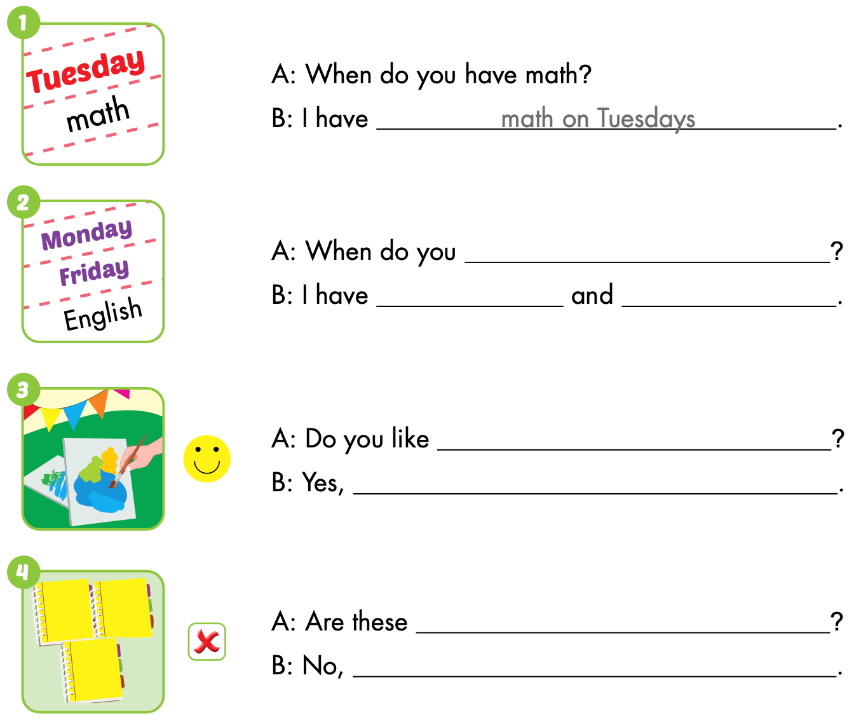 1
Tuesday
math
A: When do you have math?
B: I have math on Tuesdays.
2
Monday
Friday
English
A: When do you ?
B: I have and .
3
A: Do you like ?
B: Yes, .
4
A: Are these ?
B: No, .